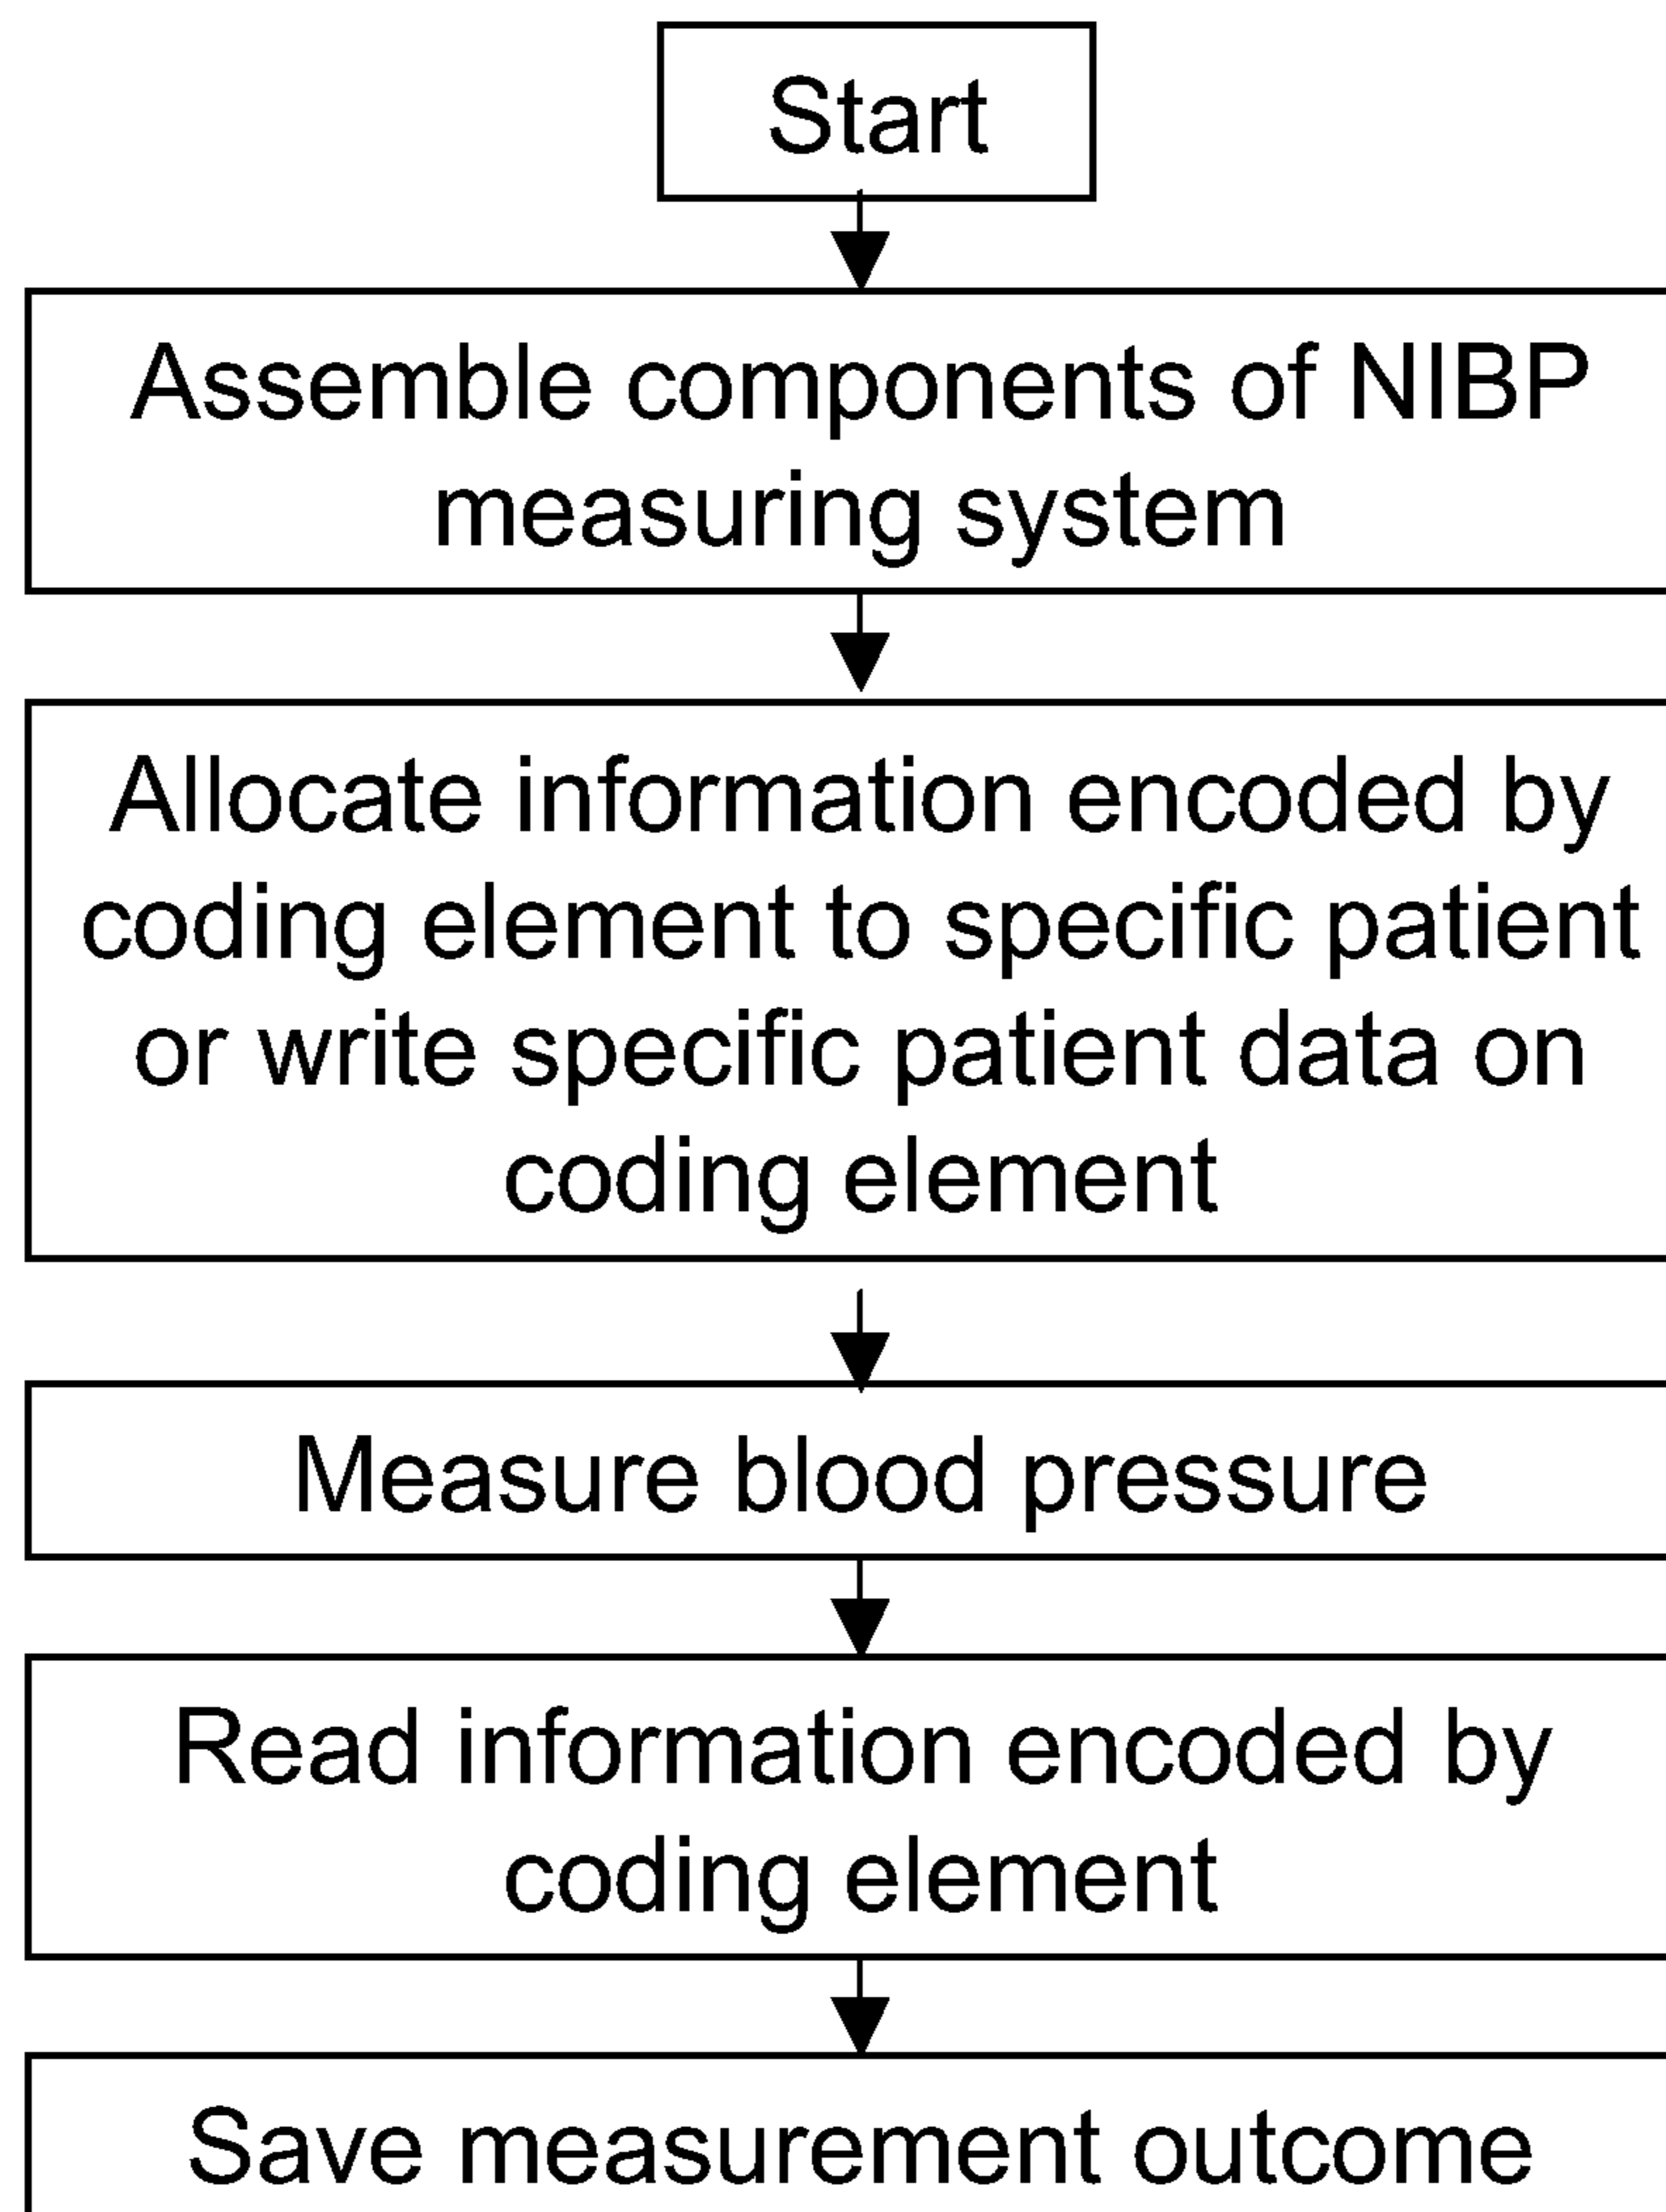 Start
Assemble components of NIBP
measuring system
Allocate information encoded by
coding element to specific patient
or write specific patient data on
coding element
Measure blood pressure
Read information encoded by
coding element
Save measurement outcome